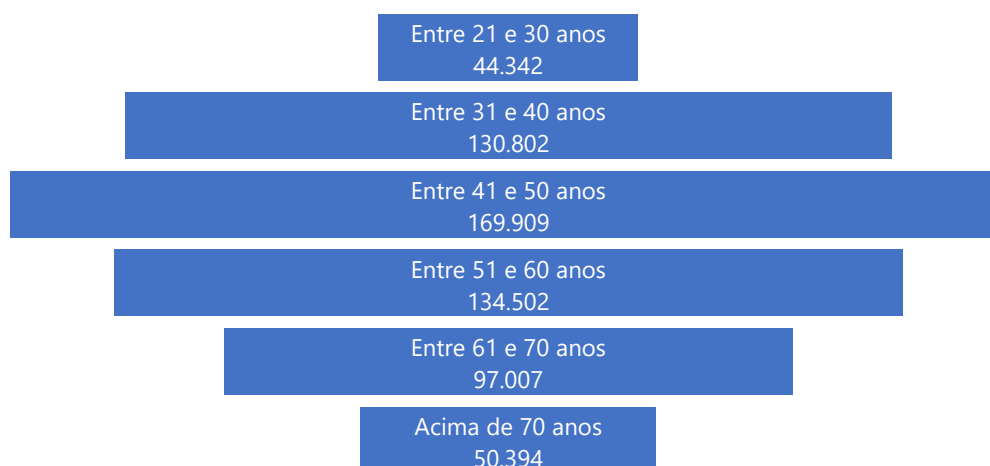 Entre 21 e 30 anos
44.342
Entre 31 e 40 anos
130.802
Entre 41 e 50 anos
169.909
Entre 51 e 60 anos
134.502
Entre 61 e 70 anos
97.007
Acima de 70 anos
50.394